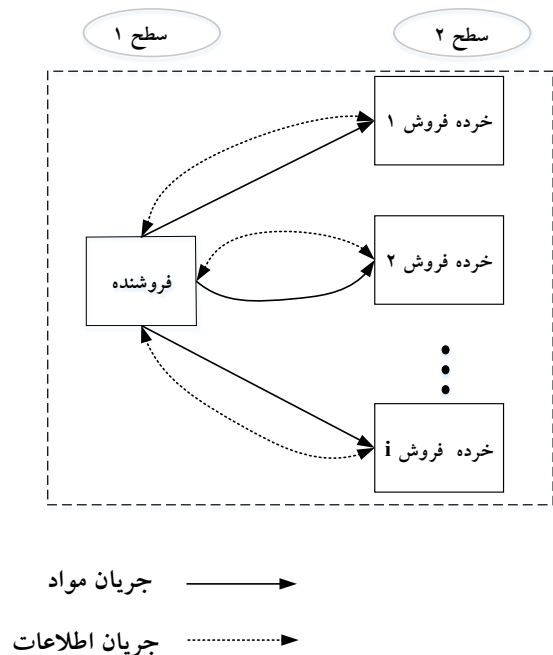 سطح ۱
سطح ۲
خرده فروش ۱
خرده فروش ۲
فروشنده
خرده فروش i
جریان مواد
جریان اطلاعات